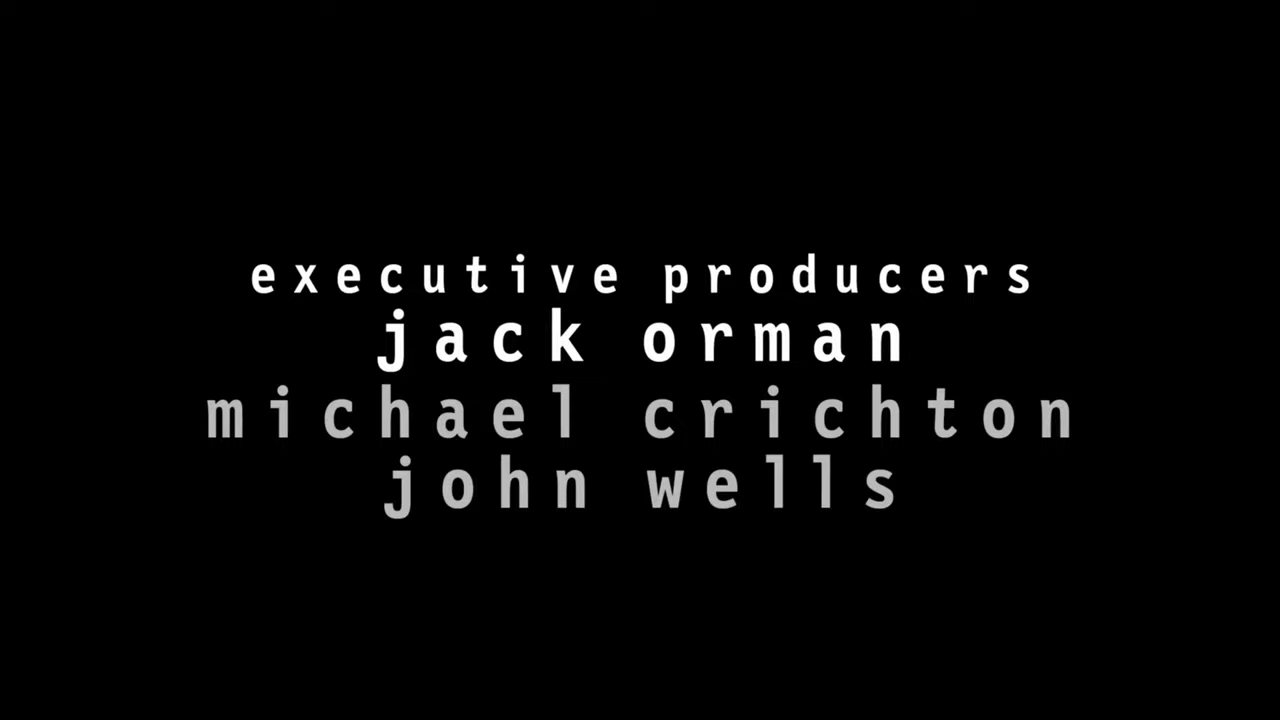 executive producers
jack orman
michael crichton
john wells